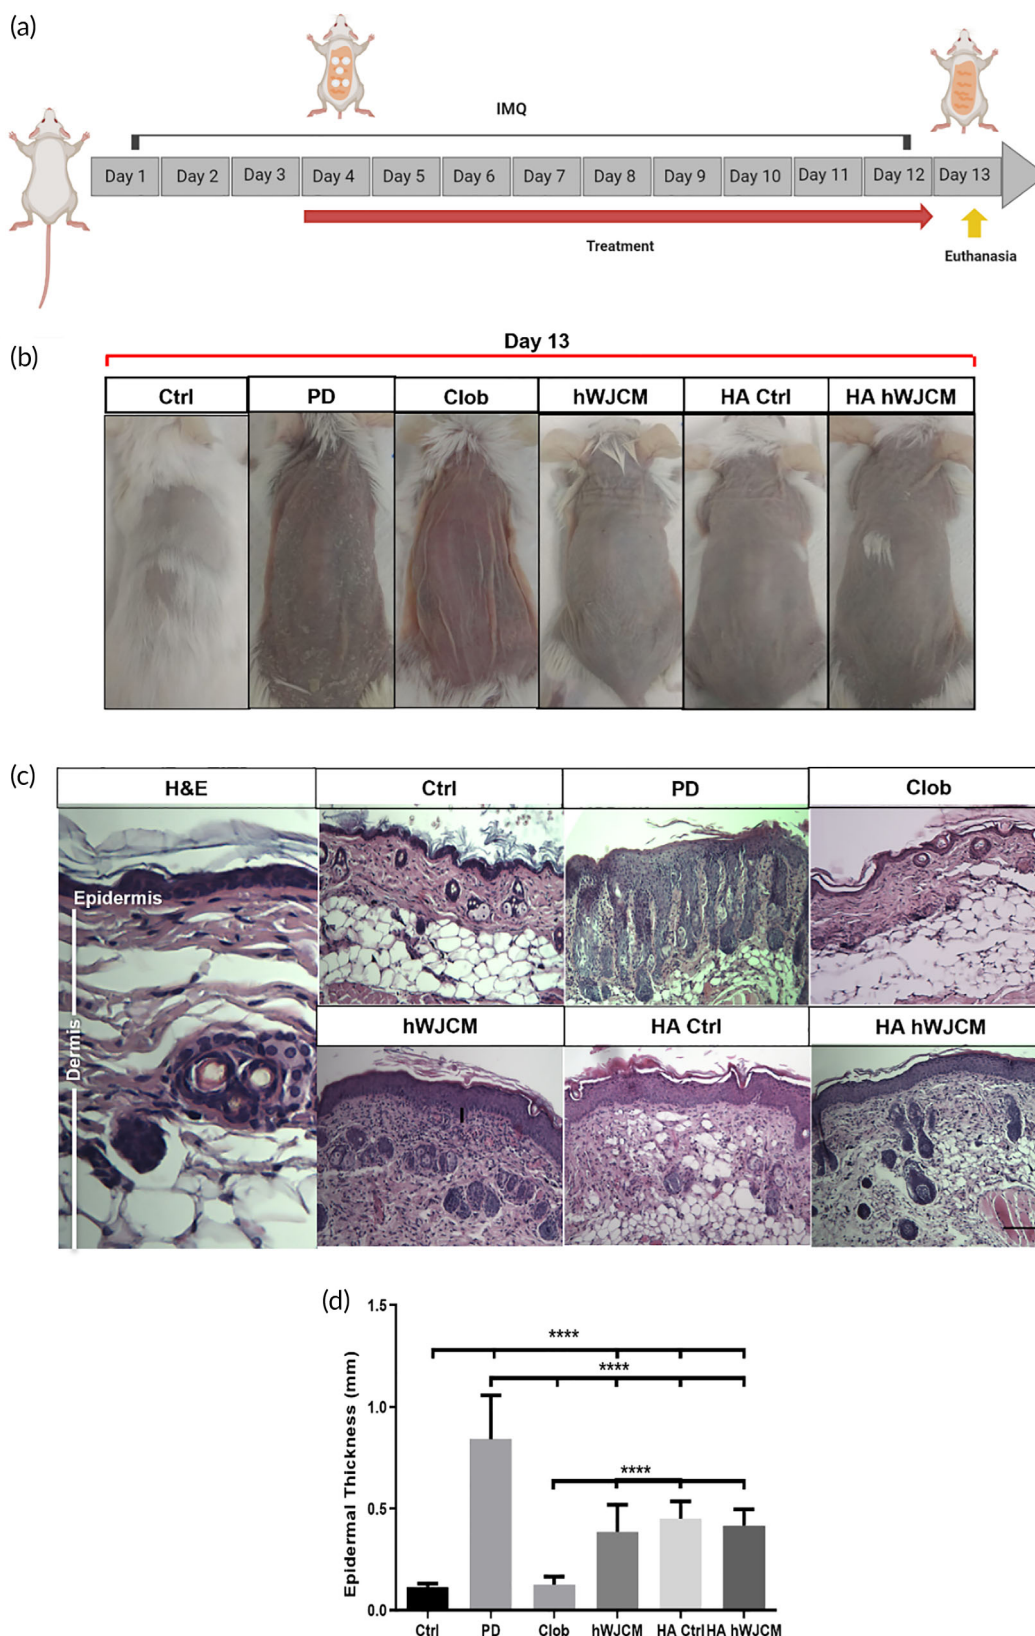 (a)
IMQ
Day 1 Day 2 Day 3 Day 4 Day 5 Day 6 Day 7 Day 8 Day 9 Day 10 Day 11 Day 12 Day 13
Treatment
Euthanasia
(b)
Day 13
Ctrl PD Clob hWJCM HA Ctrl HA hWJCM
(c)
H&E Ctrl PD Clob
Epidermis
Dermis
hWJCM HA Ctrl HA hWJCM
(d)
Epidermal Thickness (mm)
1.5
1.0
0.5
0.0
****
****
****
Ctrl PD Clob hWJCM HA Ctrl HA hWJCM